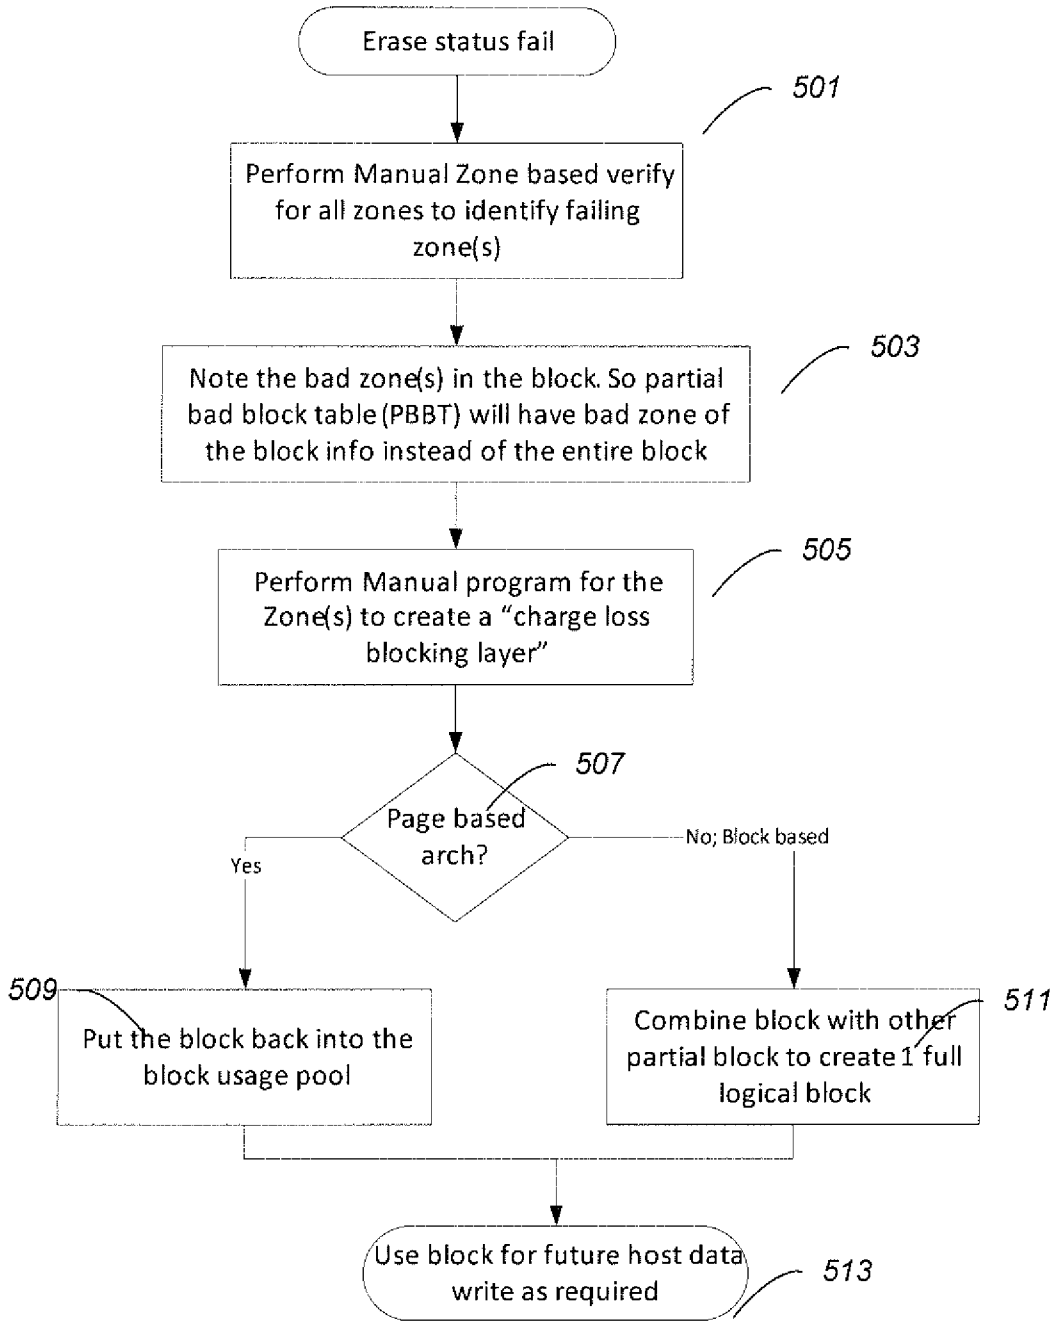 Erase status fail
501
Perform Manual Zone based verify
for all zones to identify failing
zone(s)
503
Note the bad zone(s) in the block. So partial
bad block table (PBBT) will have bad zone of
the block info instead of the entire block
505
Perform Manual program for the
Zone(s) to create a “charge loss
blocking layer”
507
Page based
arch?
Yes
No; Block based
509
Put the block back into the
block usage pool
511
Combine block with other
partial block to create 1 full
logical block
Use block for future host data
write as required
513